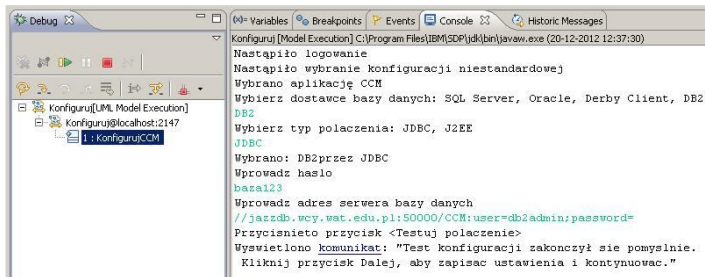 Debug
Variables Breakpoints Events Console Historic Messages
Konfiguruj [Model Execution] C:\Program Files\IBM\SDP\jdk\bin\javaw.exe (20-12-2012 12:37:30)
Konfiguruj[UML Model Execution]
Konfiguruj@localhost:2147
1 : KonfigurujCCM
Nastąpiło logowanie
Nastąpiło wybranie konfiguracji niestandardowej
Wybrano aplikację CCM
Wybierz dostawce bazy danych: SQL Server, Oracle, Derby Client, DB2
DB2
Wybierz typ polaczenia: JDBC, J2EE
JDBC
Wybrano: DB2przez JDBC
Wprowadz haslo
baza123
Wprowadz adres serwera bazy danych
//jazzdb.wcy.wat.edu.pl:50000/CCM:user=db2admin;password=
Przycisnieto przycisk <Testuj polaczenie>
Wyswietlono komunikat: "Test konfiguracji zakonczył sie pomyslnie.
Kliknij przycisk Dalej, aby zapisac ustawienia i kontynuowac."